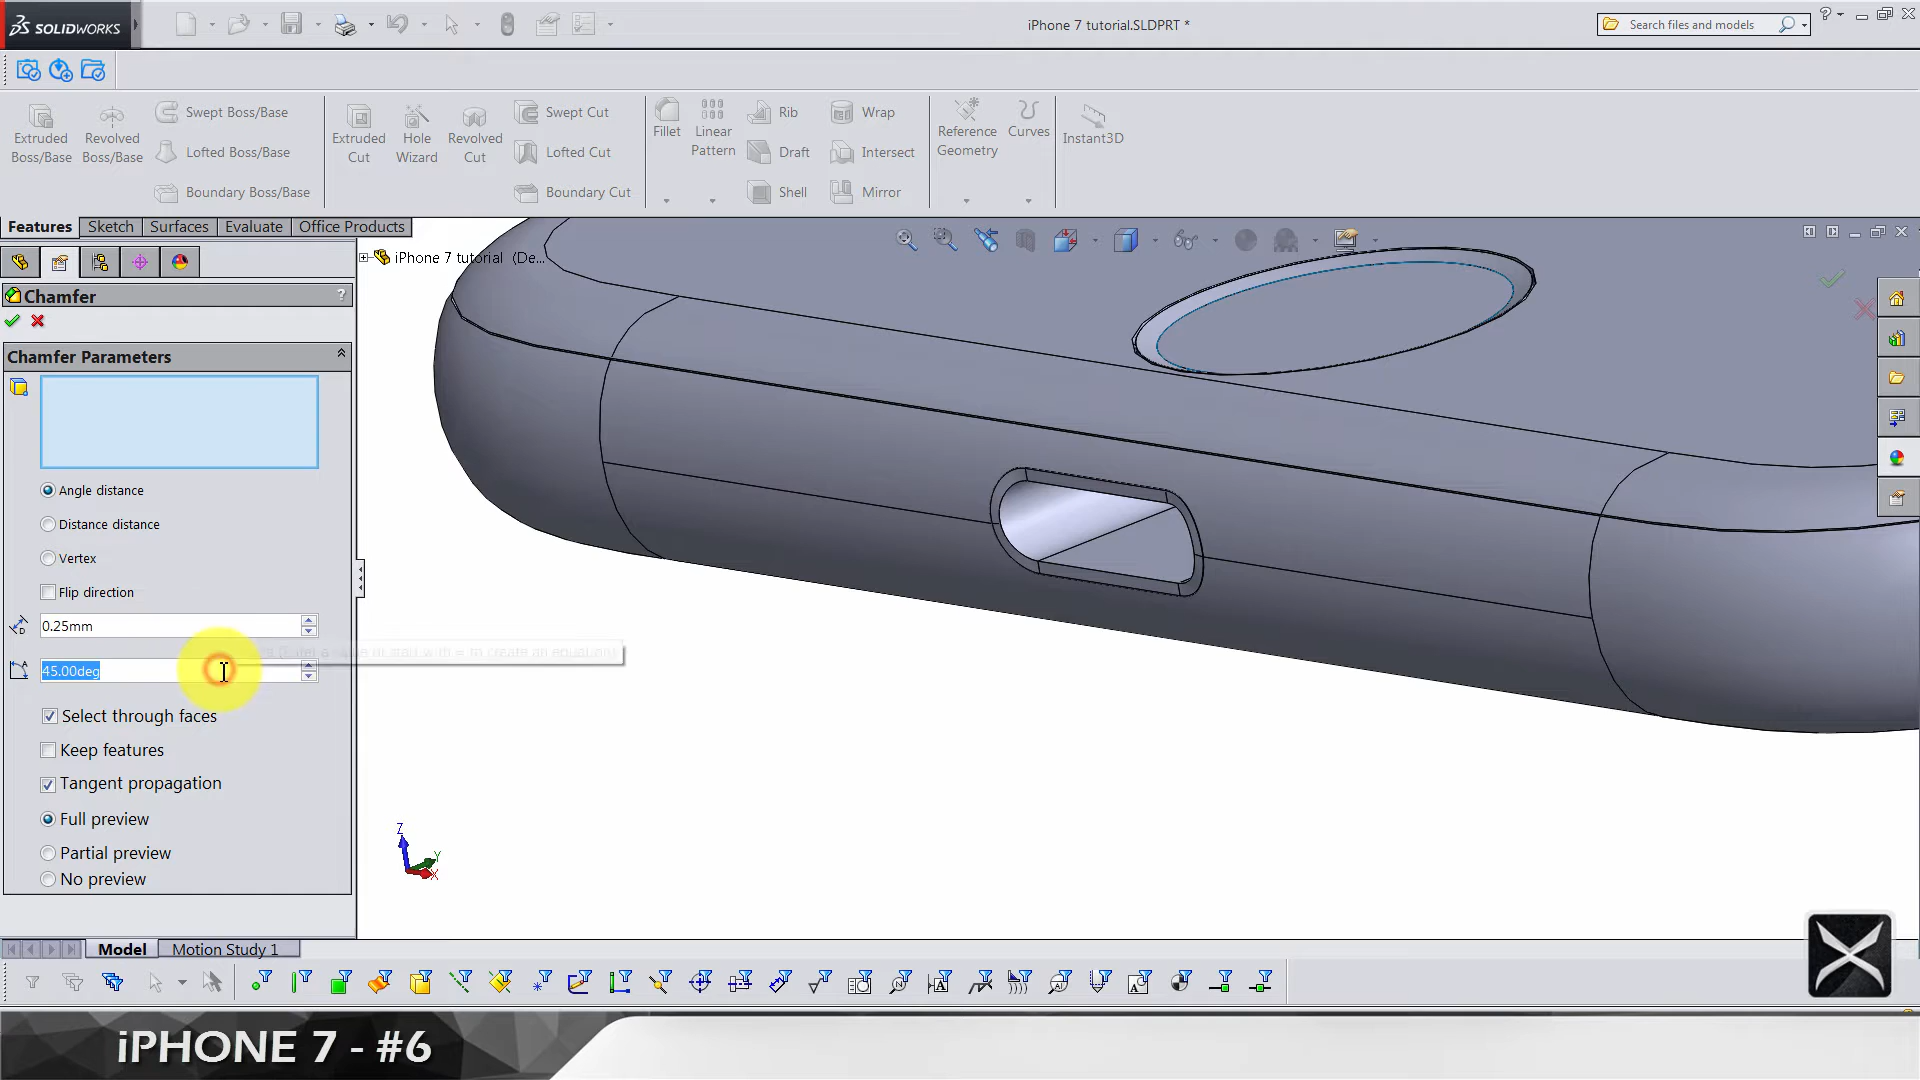 SOLIDWORKS
iPhone 7 tutorial.SLDPRT *
Search files and models
?
Extruded Boss/Base
Revolved Boss/Base
Swept Boss/Base
Lofted Boss/Base
Boundary Boss/Base
Extruded Cut
Hole Wizard
Revolved Cut
Swept Cut
Lofted Cut
Boundary Cut
Fillet
Linear Pattern
Rib
Draft
Shell
Wrap
Intersect
Mirror
Reference Geometry
Curves
Instant3D
Features
Sketch
Surfaces
Evaluate
Office Products
iPhone 7 tutorial (De...
Chamfer
?
Chamfer Parameters
Angle distance
Distance distance
Vertex
Flip direction
0.25mm
45.00deg
Select through faces
Keep features
Tangent propagation
Full preview
Partial preview
No preview
Z
Y
X
Model
Motion Study 1
iPHONE 7 - #6